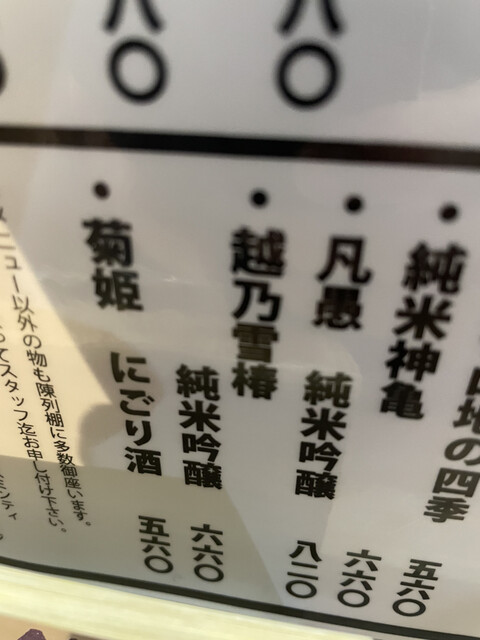 八〇
八〇
地の四季 五六〇
・純米神亀 六六〇
・凡愚 純米吟醸 八二〇
・越乃雪椿
純米吟醸 六六〇
・菊姫 にごり酒 五六〇
ニュー以外の物も陳列棚に多数御座います。
てスタッフ迄お申し付け下さい。